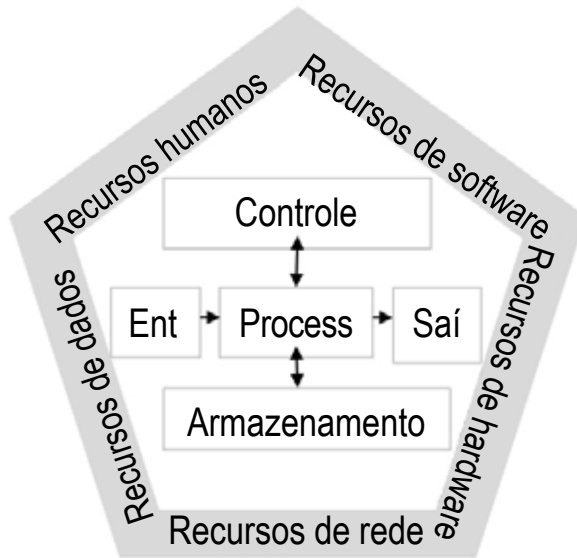 Recursos humanos
Recursos de software
Controle
Ent
Process
Saí
Armazenamento
Recursos de dados
Recursos de hardware
Recursos de rede